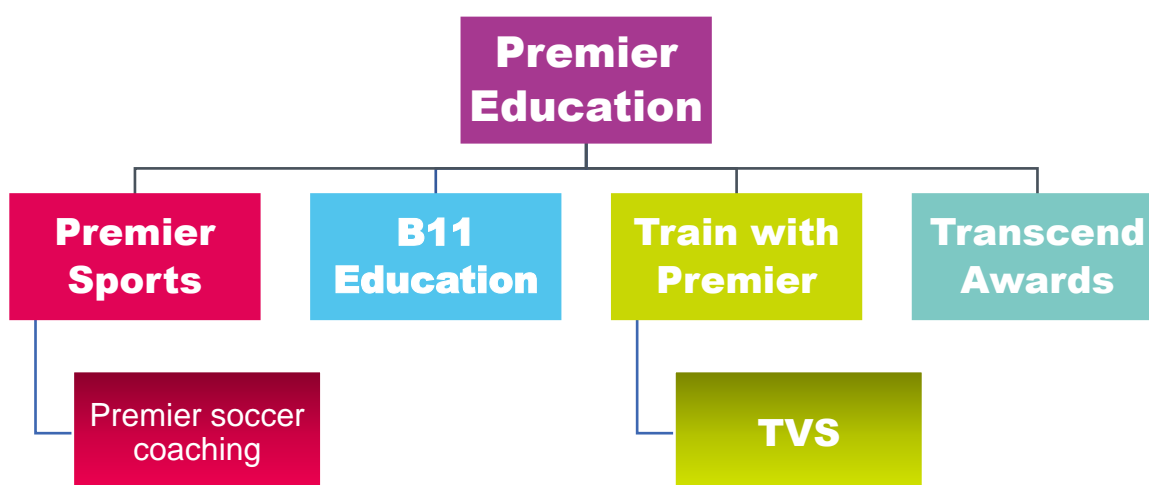 Premier
Education
Premier
Sports
B11
Education
Train with
Premier
Transcend
Awards
Premier soccer
coaching
TVS